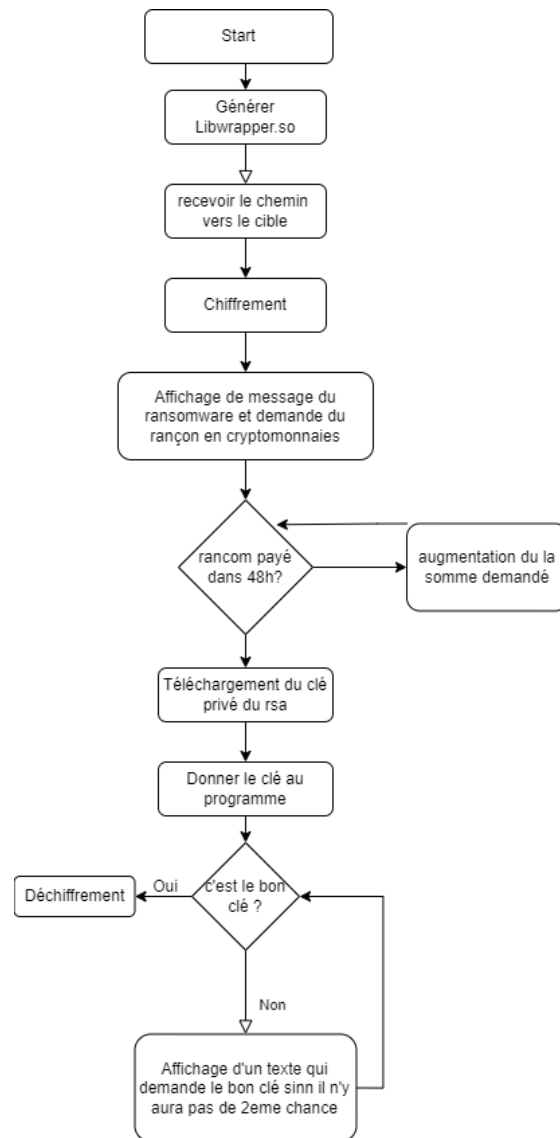 Start
Générer
Libwrapper.so
recevoir le chemin
vers le cible
Chiffrement
Affichage de message du
ransomware et demande du
rançon en cryptomonnaies
rancom payé
dans 48h?
augmentation du la
somme demandé
Téléchargement du clé
privé du rsa
Donner le clé au
programme
c'est le bon
clé ?
Oui
Déchiffrement
Non
Affichage d'un texte qui
demande le bon clé sinn il n'y
aura pas de 2eme chance